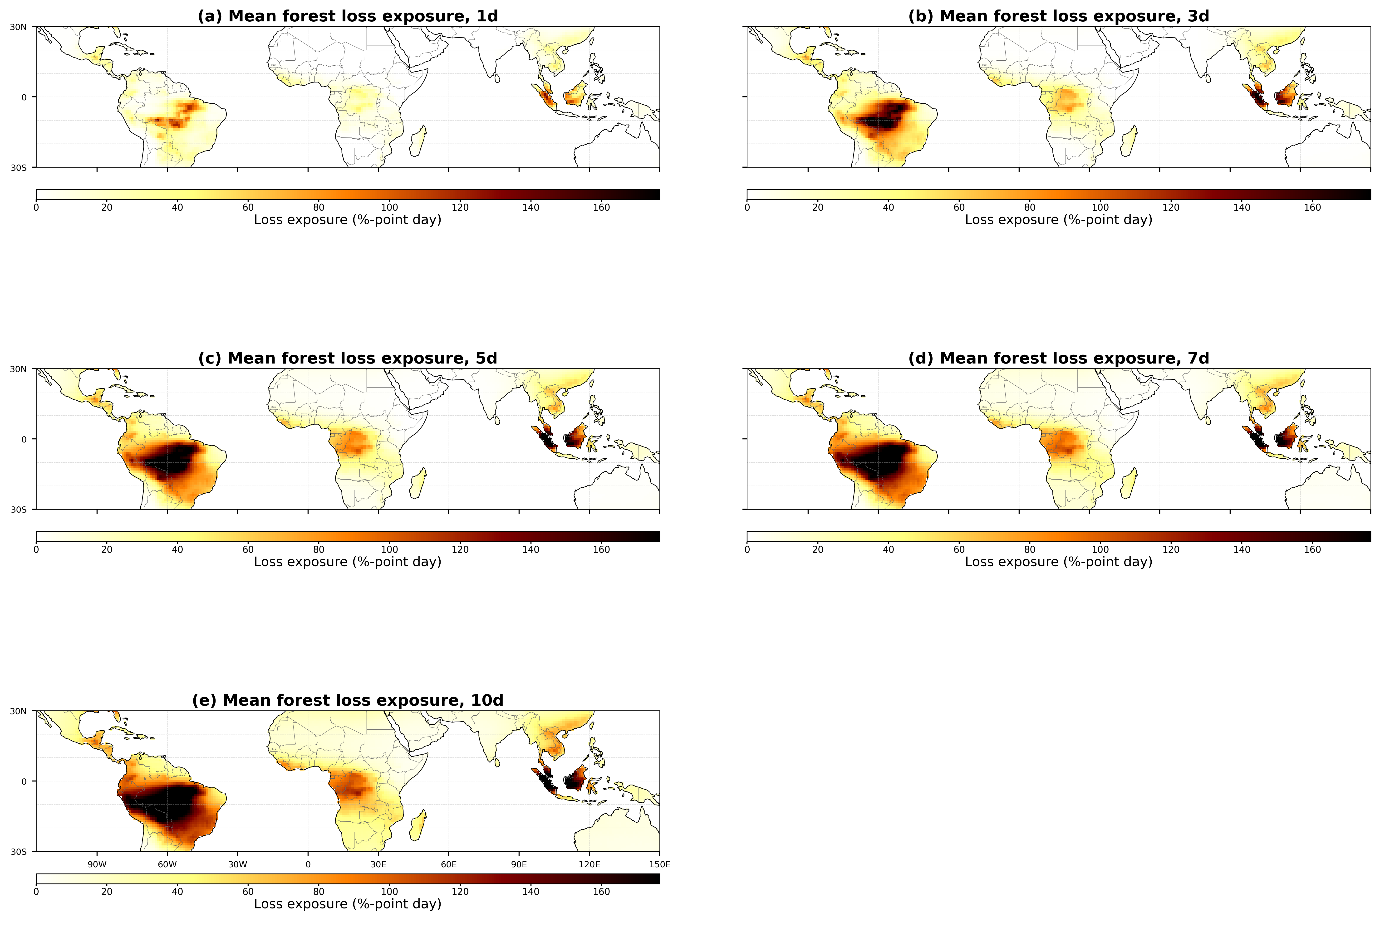 (a) Mean forest loss exposure, 1d
30N
0
30S
0 20 40 60 80 100 120 140 160
Loss exposure (%-point day)
(b) Mean forest loss exposure, 3d
0 20 40 60 80 100 120 140 160
Loss exposure (%-point day)
(c) Mean forest loss exposure, 5d
30N
0
30S
0 20 40 60 80 100 120 140 160
Loss exposure (%-point day)
(d) Mean forest loss exposure, 7d
0 20 40 60 80 100 120 140 160
Loss exposure (%-point day)
(e) Mean forest loss exposure, 10d
30N
0
30S
90W 60W 30W 0 30E 60E 90E 120E 150E
0 20 40 60 80 100 120 140 160
Loss exposure (%-point day)